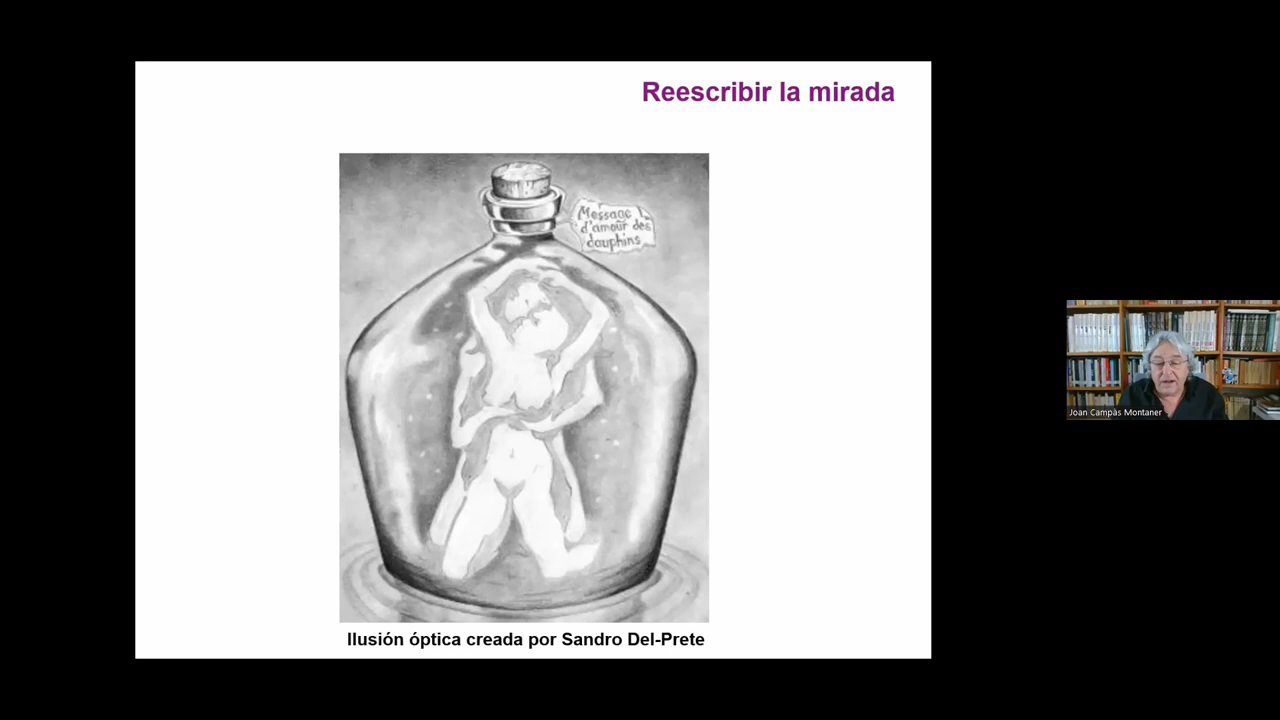 Reescribir la mirada
Message
d'amour des
dauphins
Ilusión óptica creada por Sandro Del-Prete
Joan Campàs Montaner